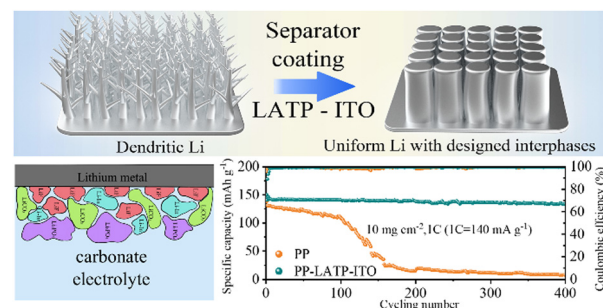 Separator
coating
LATP - ITO
Dendritic Li
Uniform Li with designed interphases
Lithium metal
carbonate
electrolyte
Specific capacity (mAh g⁻¹)
200
150
100
50
0
10 mg cm⁻², 1C (1C=140 mA g⁻¹)
PP
PP-LATP-ITO
0
100
200
300
400
Cycling number
100
80
60
40
20
0
Coulombic efficiency (%)